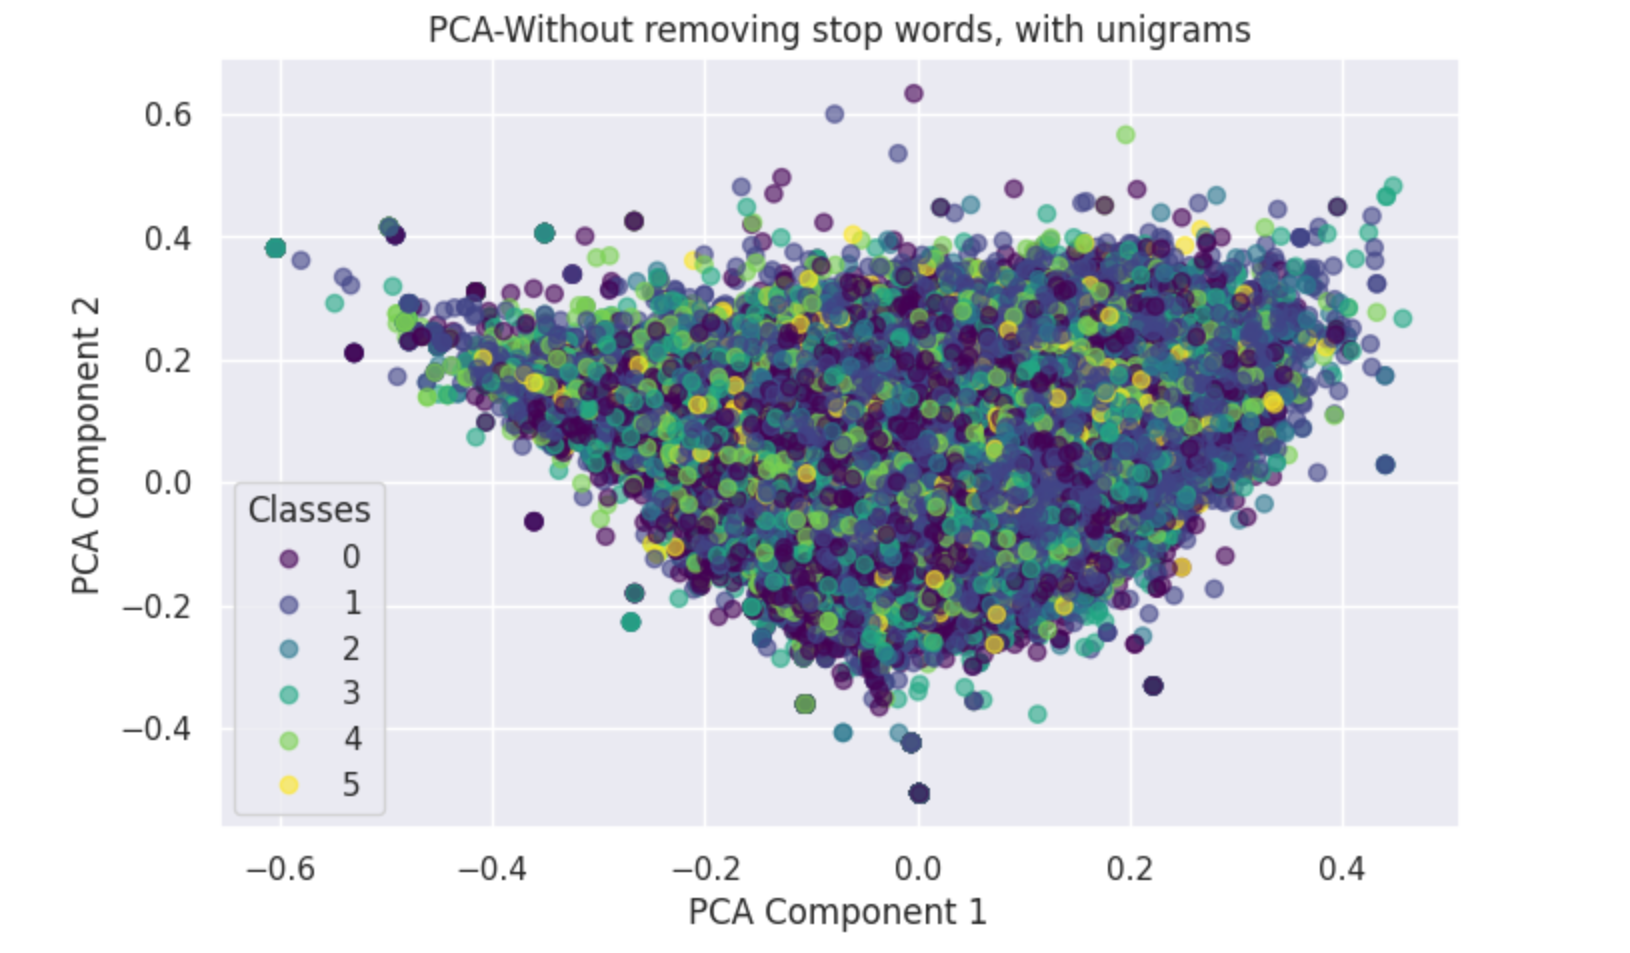 PCA-Without removing stop words, with unigrams
PCA Component 2
0.6
0.4
0.2
0.0
−0.2
−0.4
Classes
0
1
2
3
4
5
−0.6 −0.4 −0.2 0.0 0.2 0.4
PCA Component 1